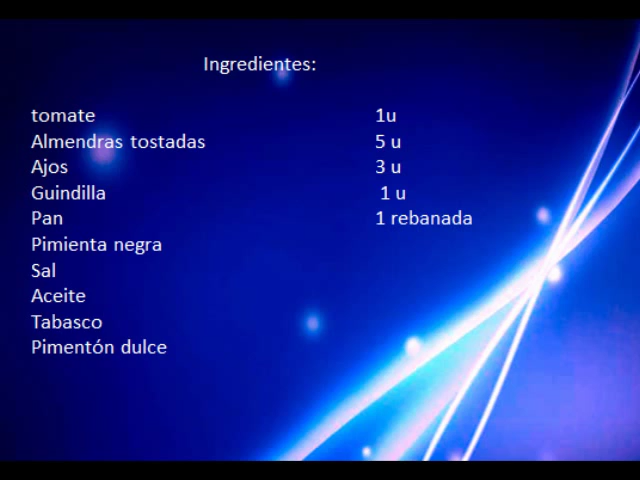 Ingredientes:
tomate 1u
Almendras tostadas 5 u
Ajos 3 u
Guindilla 1 u
Pan 1 rebanada
Pimienta negra
Sal
Aceite
Tabasco
Pimentón dulce